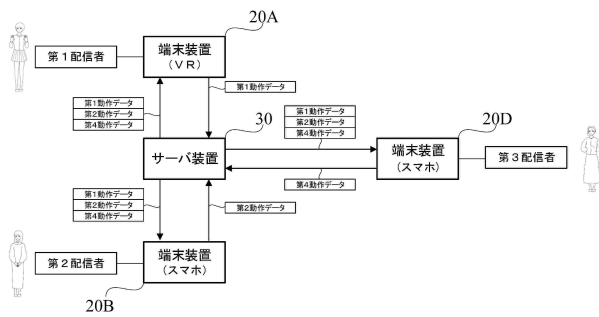 20A
第１配信者
端末装置
（ＶＲ）
第1動作データ
第2動作データ
第4動作データ
第1動作データ
30
サーバ装置
第1動作データ
第2動作データ
第4動作データ
第4動作データ
20D
端末装置
（スマホ）
第３配信者
第1動作データ
第2動作データ
第4動作データ
第2動作データ
第２配信者
端末装置
（スマホ）
20B